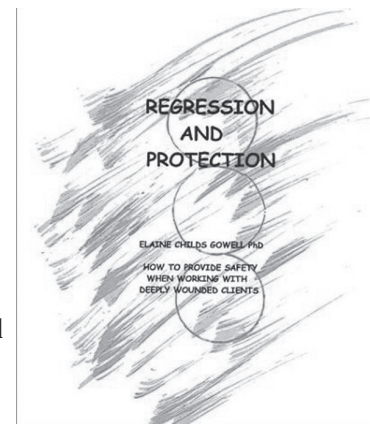 REGRESSION
AND
PROTECTION
ELAINE CHILDS GOWELL PhD
HOW TO PROVIDE SAFETY
WHEN WORKING WITH
DEEPLY WOUNDED CLIENTS